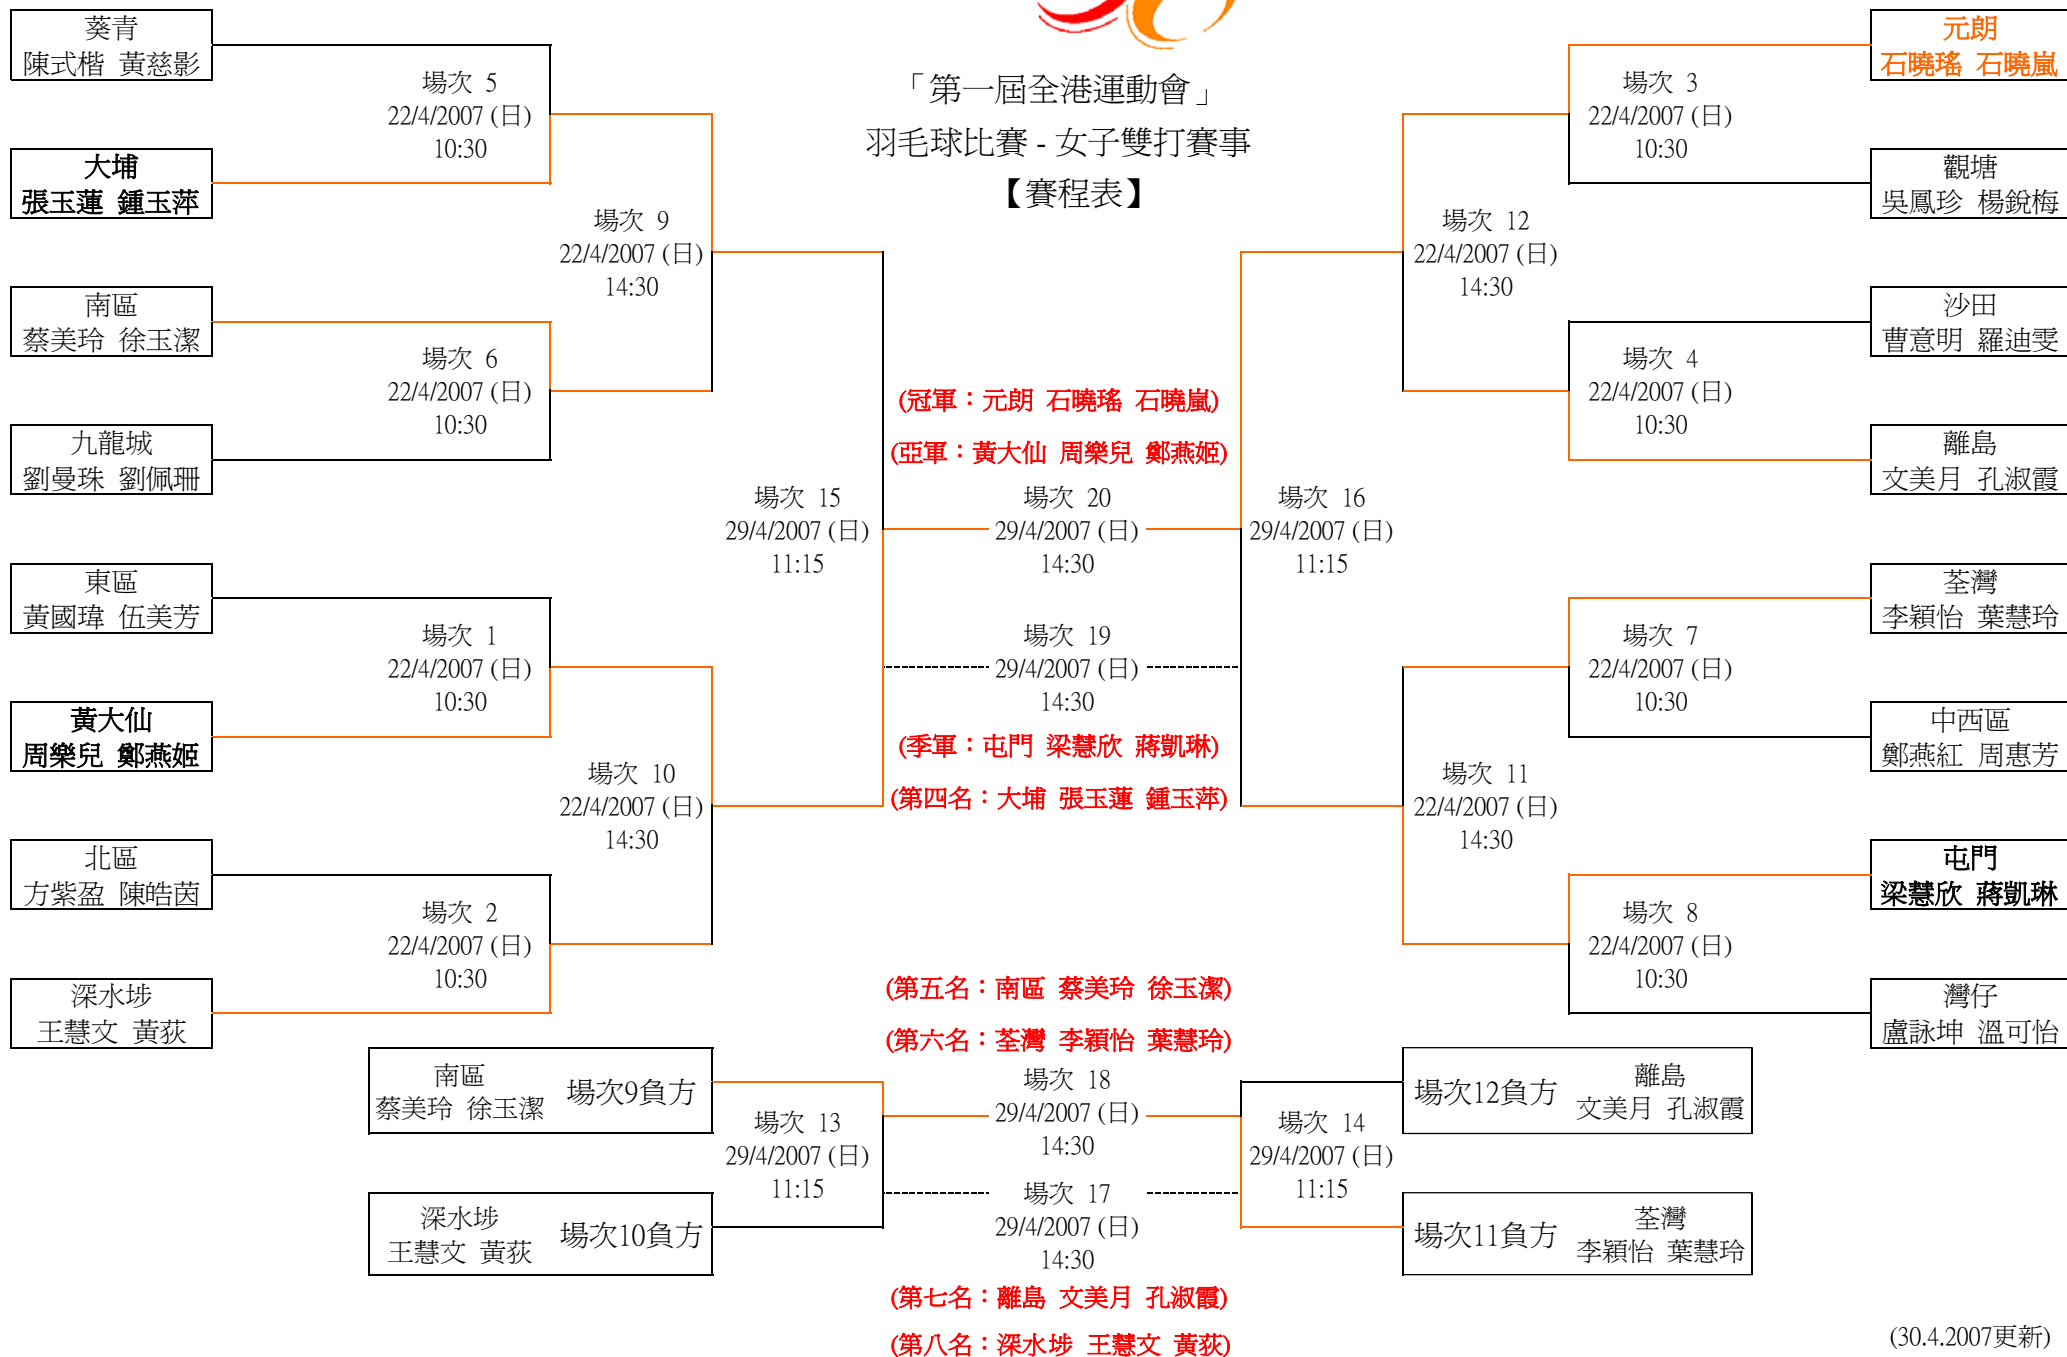 「第一屆全港運動會」
羽毛球比賽 - 女子雙打賽事
【賽程表】
葵青
陳式楷 黃慈影
場次 5
22/4/2007 (日)
10:30
大埔
張玉蓮 鍾玉萍
場次 9
22/4/2007 (日)
14:30
南區
蔡美玲 徐玉潔
場次 6
22/4/2007 (日)
10:30
九龍城
劉曼珠 劉佩珊
場次 15
29/4/2007 (日)
11:15
東區
黃國瑋 伍美芳
場次 1
22/4/2007 (日)
10:30
黃大仙
周樂兒 鄭燕姬
場次 10
22/4/2007 (日)
14:30
北區
方紫盈 陳皓茵
場次 2
22/4/2007 (日)
10:30
深水埗
王慧文 黃荻
(冠軍：元朗 石曉瑤 石曉嵐)
(亞軍：黃大仙 周樂兒 鄭燕姬)
場次 20
29/4/2007 (日)
14:30
場次 19
29/4/2007 (日)
14:30
(季軍：屯門 梁慧欣 蔣凱琳)
(第四名：大埔 張玉蓮 鍾玉萍)
元朗
石曉瑤 石曉嵐
場次 3
22/4/2007 (日)
10:30
觀塘
吳鳳珍 楊銳梅
場次 12
22/4/2007 (日)
14:30
沙田
曹意明 羅迪雯
場次 4
22/4/2007 (日)
10:30
離島
文美月 孔淑霞
場次 16
29/4/2007 (日)
11:15
荃灣
李穎怡 葉慧玲
場次 7
22/4/2007 (日)
10:30
中西區
鄭燕紅 周惠芳
場次 11
22/4/2007 (日)
14:30
屯門
梁慧欣 蔣凱琳
場次 8
22/4/2007 (日)
10:30
灣仔
盧詠坤 溫可怡
(第五名：南區 蔡美玲 徐玉潔)
(第六名：荃灣 李穎怡 葉慧玲)
南區
蔡美玲 徐玉潔
場次9負方
場次 13
29/4/2007 (日)
11:15
深水埗
王慧文 黃荻
場次10負方
場次 18
29/4/2007 (日)
14:30
場次 17
29/4/2007 (日)
14:30
場次12負方
離島
文美月 孔淑霞
場次 14
29/4/2007 (日)
11:15
場次11負方
荃灣
李穎怡 葉慧玲
(第七名：離島 文美月 孔淑霞)
(第八名：深水埗 王慧文 黃荻)
(30.4.2007更新)